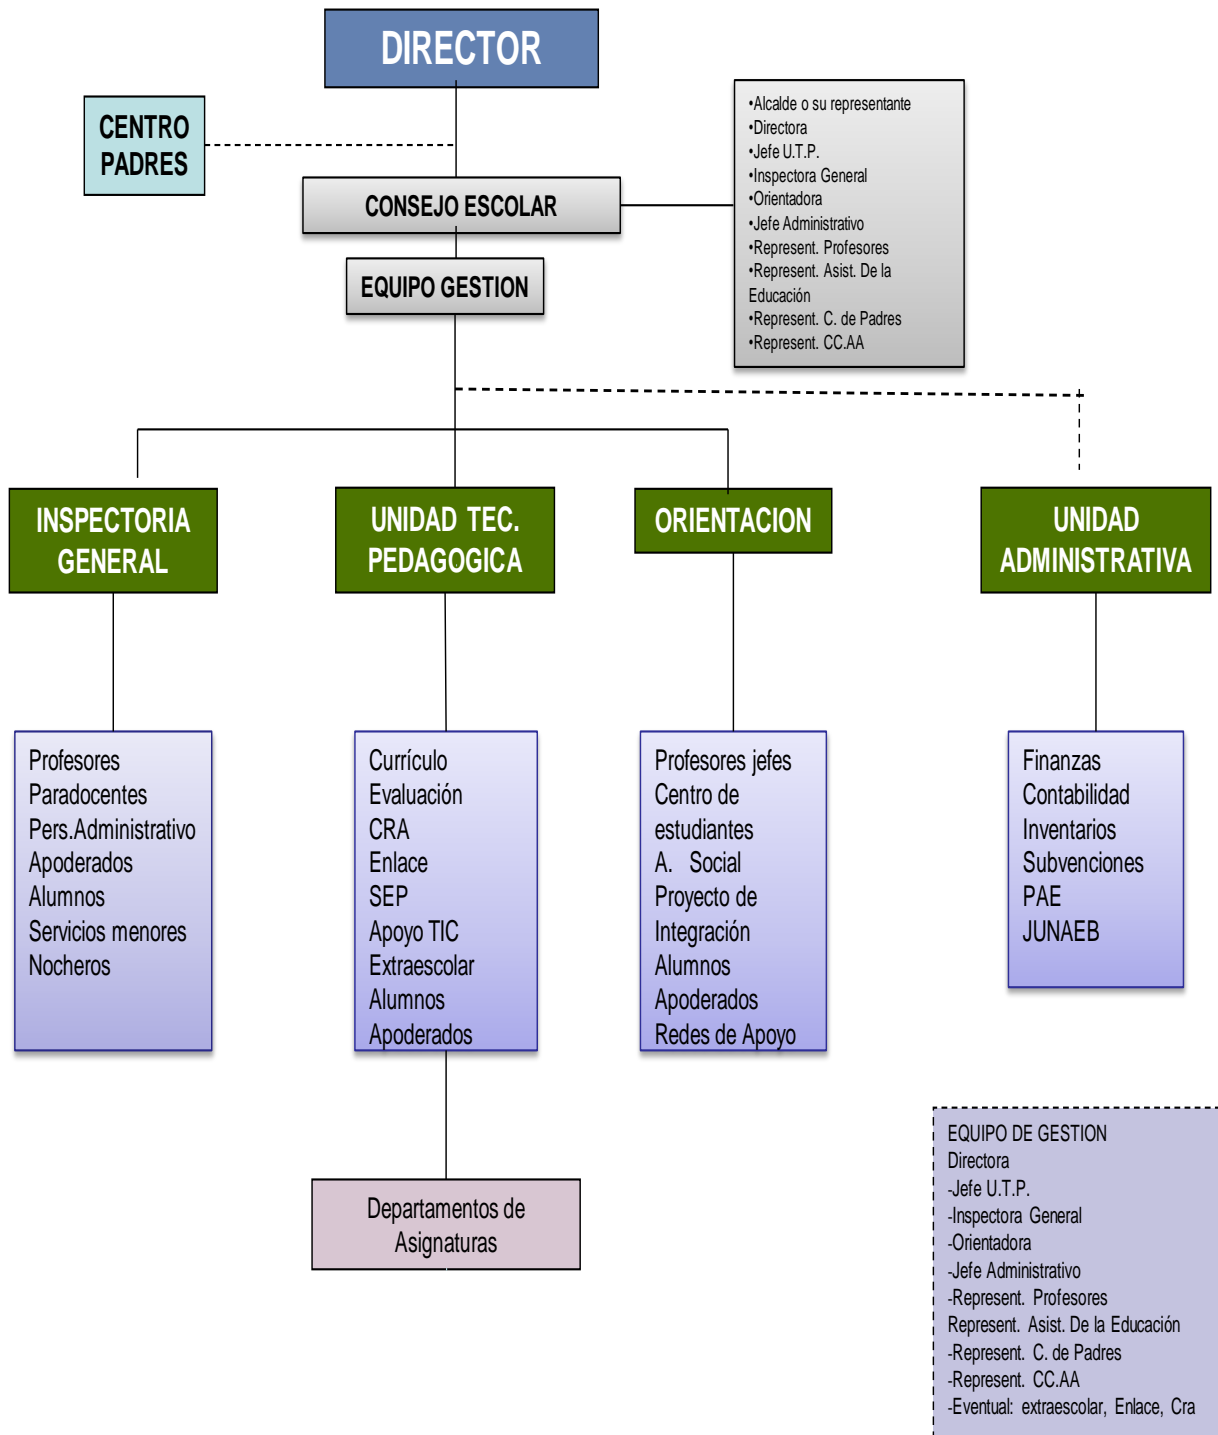 DIRECTOR
CENTRO
PADRES
•Alcalde o su representante
•Directora
•Jefe U.T.P.
•Inspectora General
•Orientadora
•Jefe Administrativo
•Represent. Profesores
•Represent. Asist. De la
Educación
•Represent. C. de Padres
•Represent. CC.AA
CONSEJO ESCOLAR
EQUIPO GESTION
INSPECTORIA
GENERAL
UNIDAD TEC.
PEDAGOGICA
ORIENTACION
UNIDAD
ADMINISTRATIVA
Profesores
Paradocentes
Pers.Administrativo
Apoderados
Alumnos
Servicios menores
Nocheros
Currículo
Evaluación
CRA
Enlace
SEP
Apoyo TIC
Extraescolar
Alumnos
Apoderados
Profesores jefes
Centro de
estudiantes
A. Social
Proyecto de
Integración
Alumnos
Apoderados
Redes de Apoyo
Finanzas
Contabilidad
Inventarios
Subvenciones
PAE
JUNAEB
Departamentos de
Asignaturas
EQUIPO DE GESTION
Directora
-Jefe U.T.P.
-Inspectora General
-Orientadora
-Jefe Administrativo
-Represent. Profesores
Represent. Asist. De la Educación
-Represent. C. de Padres
-Represent. CC.AA
-Eventual: extraescolar, Enlace, Cra